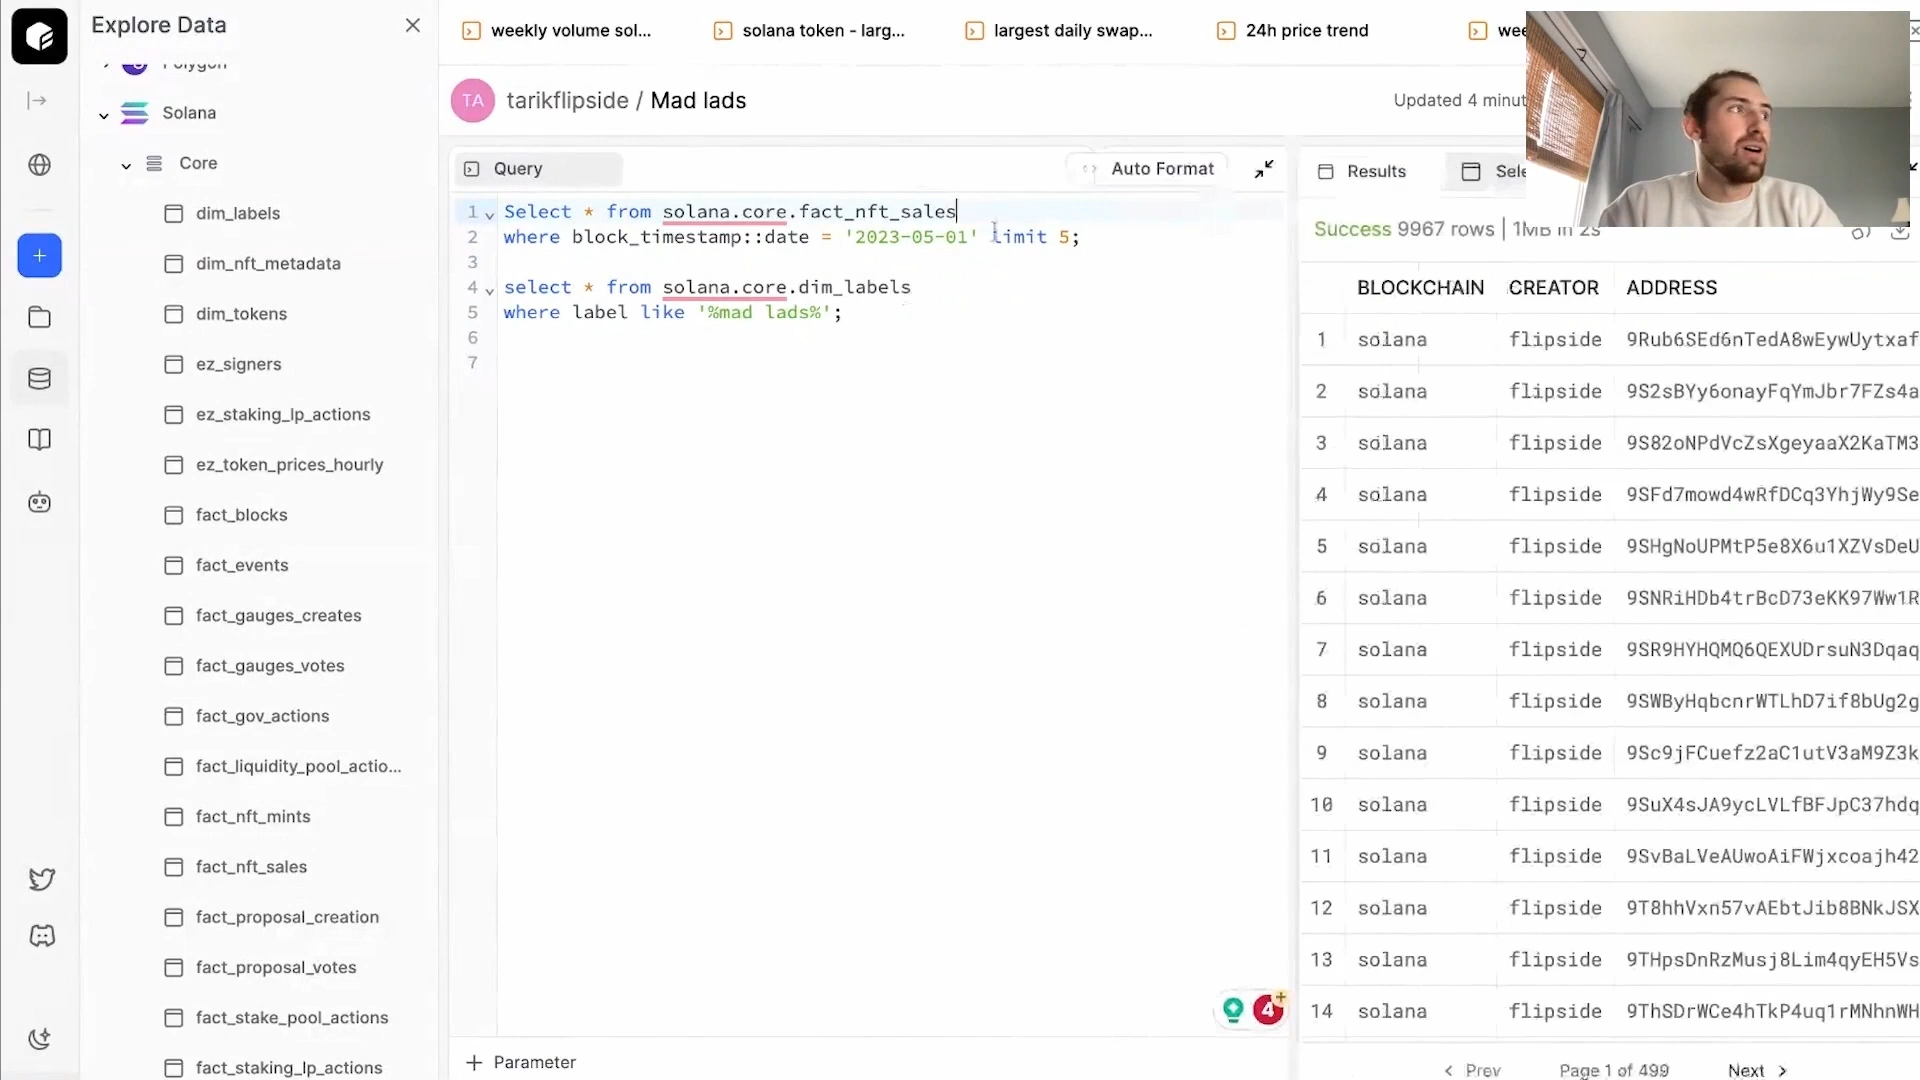 Explore Data
Polygon
Solana
Core
dim_labels
dim_nft_metadata
dim_tokens
ez_signers
ez_staking_lp_actions
ez_token_prices_hourly
fact_blocks
fact_events
fact_gauges_creates
fact_gauges_votes
fact_gov_actions
fact_liquidity_pool_actio...
fact_nft_mints
fact_nft_sales
fact_proposal_creation
fact_proposal_votes
fact_stake_pool_actions
fact_staking_lp_actions
weekly volume sol...
solana token - larg...
largest daily swap...
24h price trend
wee
TA
tarikflipside / Mad lads
Updated 4 minut
Query
Auto Format
1 Select * from solana.core.fact_nft_sales
2 where block_timestamp::date = '2023-05-01' limit 5;
3
4 select * from solana.core.dim_labels
5 where label like '%mad lads%';
6
7
4
Parameter
Results
Sele
Success 9967 rows | 1MB in 2s
BLOCKCHAIN CREATOR ADDRESS
1 solana flipside 9Rub6SEd6nTedA8wEywUytxaf
2 solana flipside 9S2sBYy6onayFqYmJbr7FZs4a
3 solana flipside 9S82oNPdVcZsXgeyaaX2KaTM3
4 solana flipside 9SFd7mowd4wRfDCq3YhjWy9Se
5 solana flipside 9SHgNoUPMtP5e8X6u1XZVsDeU
6 solana flipside 9SNRiHDb4trBcD73eKK97Ww1R
7 solana flipside 9SR9HYHQMQ6QEXUDrsuN3Dqaq
8 solana flipside 9SWByHqbcnrWTLhD7if8bUg2g
9 solana flipside 9Sc9jFCuefz2aC1utV3aM9Z3k
10 solana flipside 9SuX4sJA9ycLVLfBFJpC37hdq
11 solana flipside 9SvBaLVeAUwoAiFWjxcoajh42
12 solana flipside 9T8hhVxn57vAEbtJib8BNkJSX
13 solana flipside 9THpsDnRzMusj8Lim4qyEH5Vs
14 solana flipside 9ThSDrWCe4hTkP4uq1rMNhnWH
Prev Page 1 of 499 Next